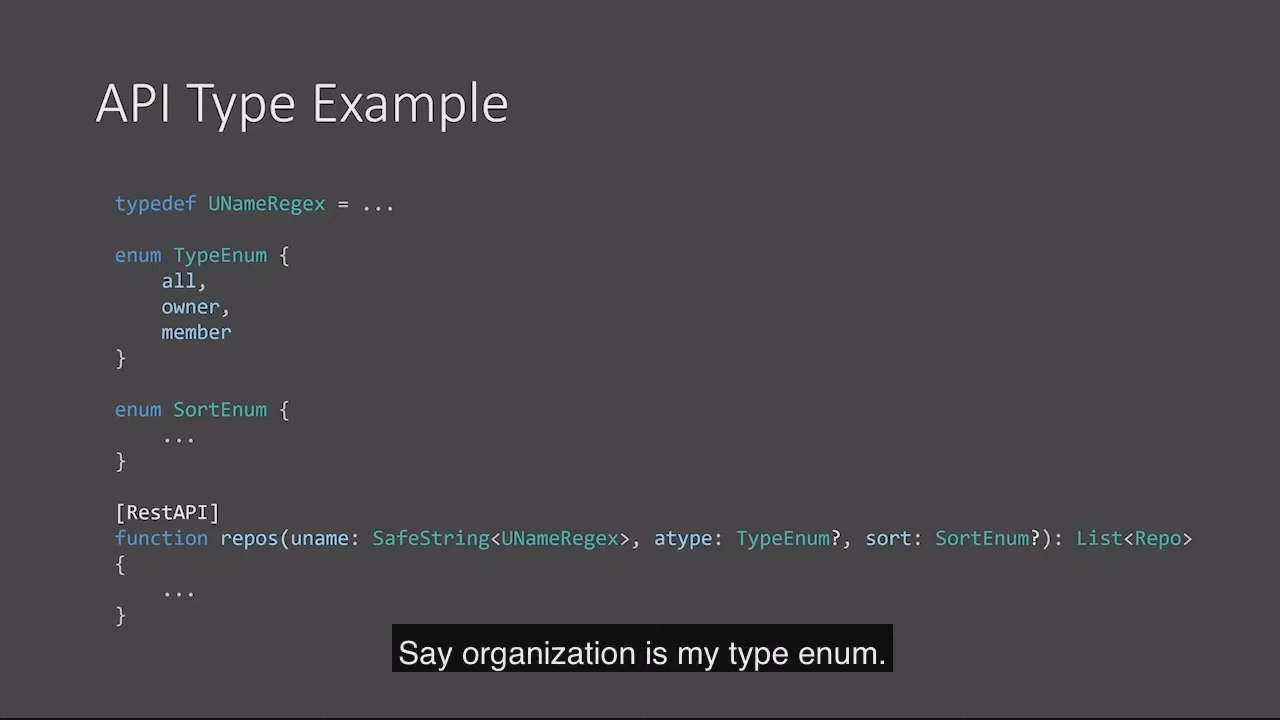 API Type Example
typedef UNameRegex = ...
enum TypeEnum {
all,
owner,
member
}
enum SortEnum {
...
}
[RestAPI]
function repos(uname: SafeString<UNameRegex>, atype: TypeEnum?, sort: SortEnum?): List<Repo>
{
...
}
Say organization is my type enum.